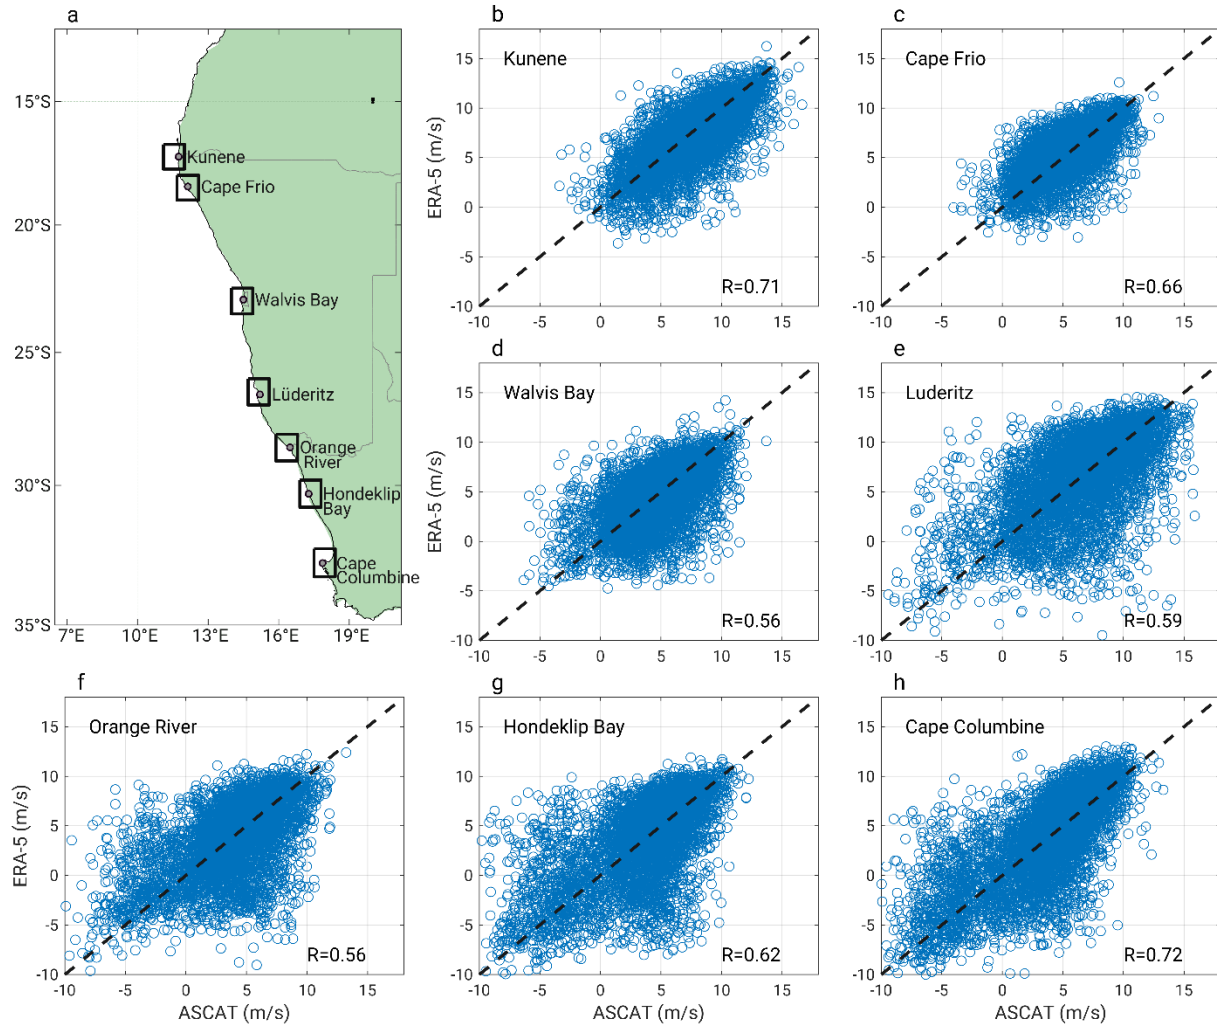 a
15°S
20°S
25°S
30°S
35°S
7°E
10°E
13°E
16°E
19°E
Kunene
Cape Frio
Walvis Bay
Lüderitz
Orange
River
Hondeklip
Bay
Cape
Columbine
b
Kunene
ERA-5 (m/s)
15
10
5
0
-5
-10
R=0.71
-10 -5 0 5 10 15
c
Cape Frio
15
10
5
0
-5
-10
R=0.66
-10 -5 0 5 10 15
d
Walvis Bay
ERA-5 (m/s)
15
10
5
0
-5
-10
R=0.56
-10 -5 0 5 10 15
e
Luderitz
15
10
5
0
-5
-10
R=0.59
-10 -5 0 5 10 15
f
Orange River
ERA-5 (m/s)
15
10
5
0
-5
-10
R=0.56
-10 -5 0 5 10 15
ASCAT (m/s)
g
Hondeklip Bay
15
10
5
0
-5
-10
R=0.62
-10 -5 0 5 10 15
ASCAT (m/s)
h
Cape Columbine
15
10
5
0
-5
-10
R=0.72
-10 -5 0 5 10 15
ASCAT (m/s)